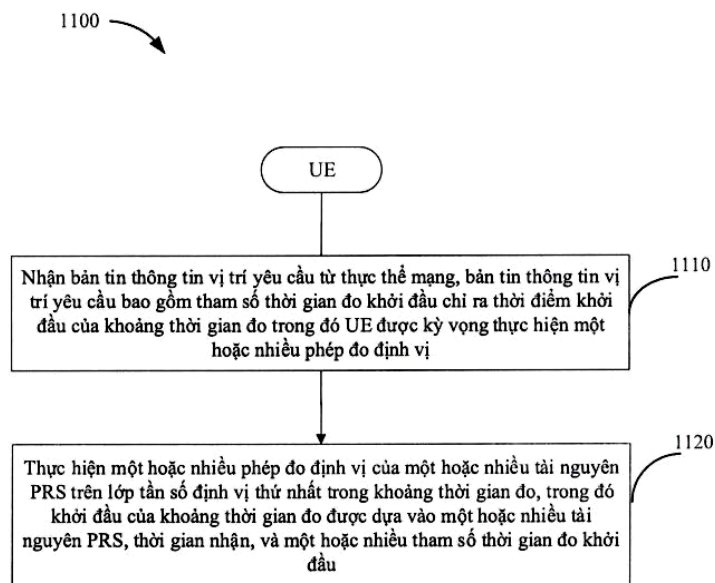 1100
UE
Nhận bản tin thông tin vị trí yêu cầu từ thực thể mạng, bản tin thông tin vị
trí yêu cầu bao gồm tham số thời gian đo khởi đầu chỉ ra thời điểm khởi
đầu của khoảng thời gian đo trong đó UE được kỳ vọng thực hiện một
hoặc nhiều phép đo định vị
1110
Thực hiện một hoặc nhiều phép đo định vị của một hoặc nhiều tài nguyên
PRS trên lớp tần số định vị thứ nhất trong khoảng thời gian đo, trong đó
khởi đầu của khoảng thời gian đo được dựa vào một hoặc nhiều tài
nguyên PRS, thời gian nhận, và một hoặc nhiều tham số thời gian đo khởi
đầu
1120